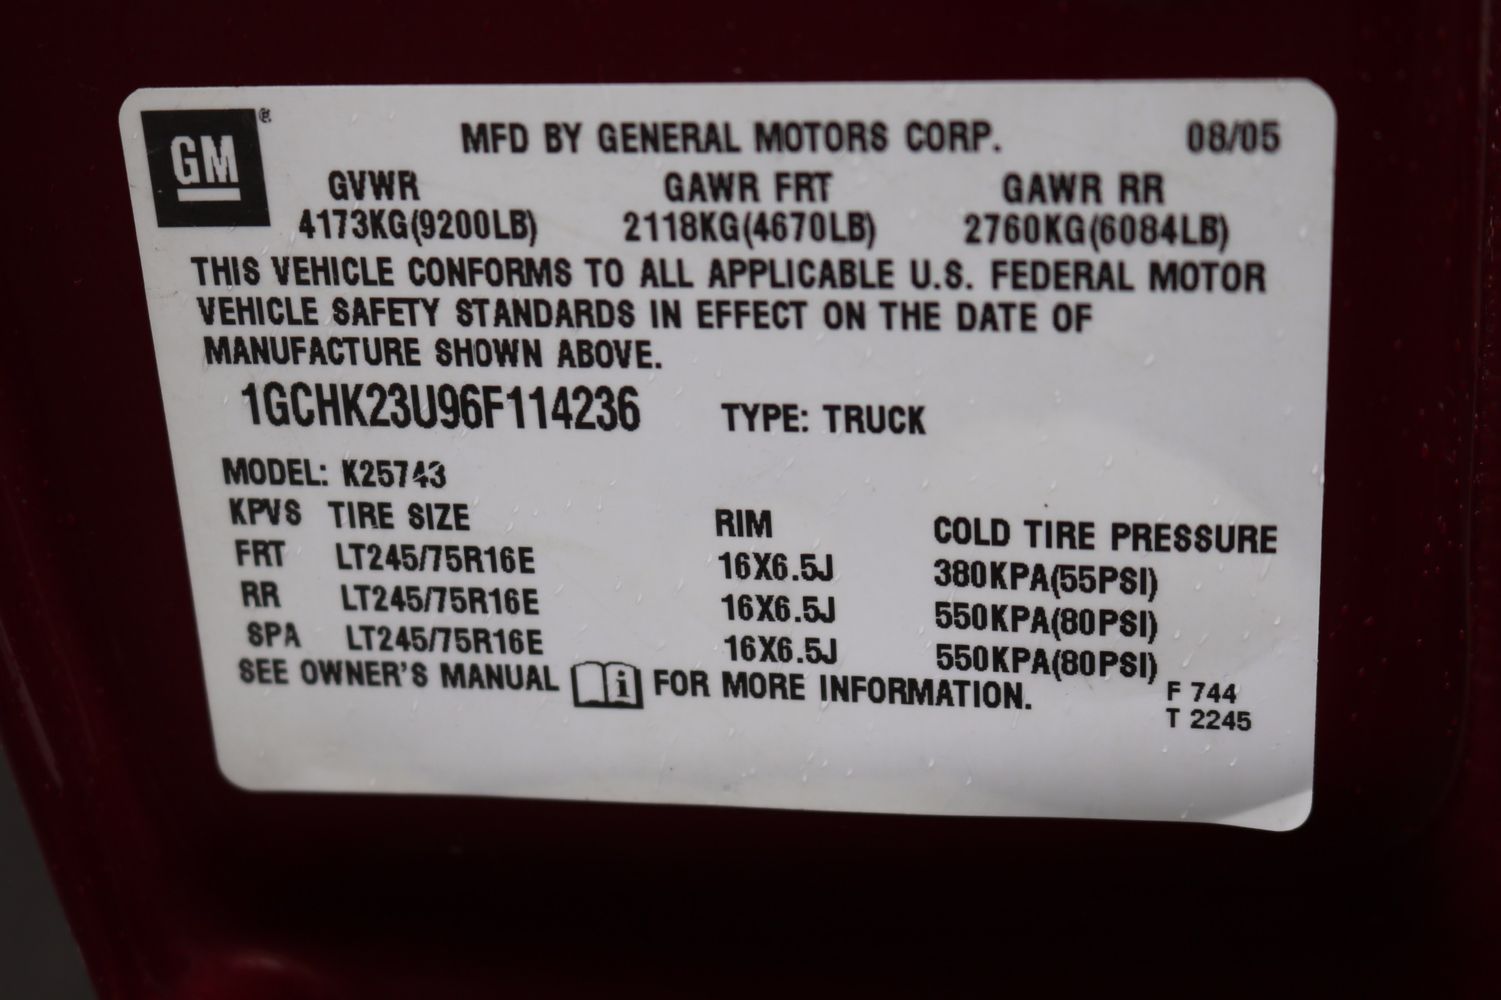 GM®
MFD BY GENERAL MOTORS CORP. 08/05
GVWR GAWR FRT GAWR RR
4173KG(9200LB) 2118KG(4670LB) 2760KG(6084LB)
THIS VEHICLE CONFORMS TO ALL APPLICABLE U.S. FEDERAL MOTOR
VEHICLE SAFETY STANDARDS IN EFFECT ON THE DATE OF
MANUFACTURE SHOWN ABOVE.
1GCHK23U96F114236 TYPE: TRUCK
MODEL: K25743
KPVS TIRE SIZE RIM COLD TIRE PRESSURE
FRT LT245/75R16E 16X6.5J 380KPA(55PSI)
RR LT245/75R16E 16X6.5J 550KPA(80PSI)
SPA LT245/75R16E 16X6.5J 550KPA(80PSI)
SEE OWNER'S MANUAL i FOR MORE INFORMATION.
F 744
T 2245